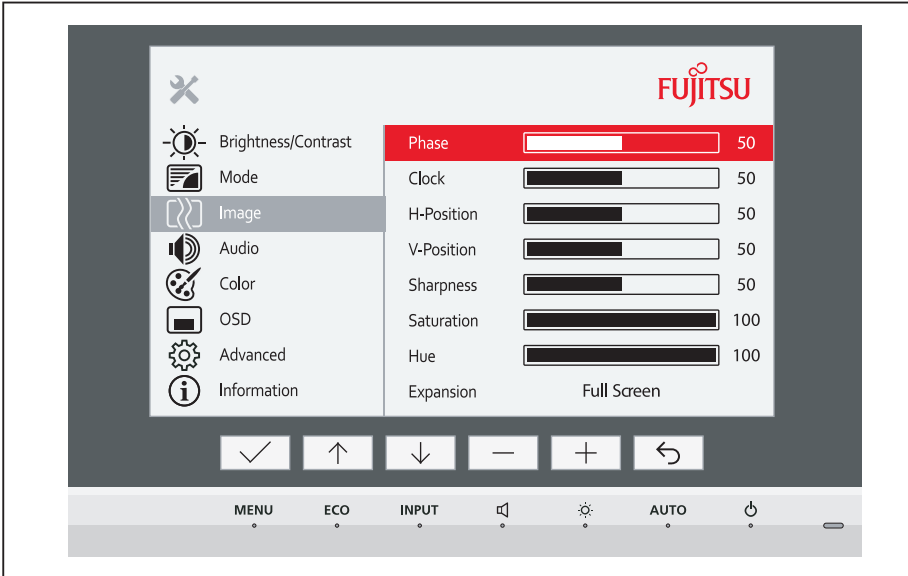 FUJITSU
Brightness/Contrast
Mode
Image
Audio
Color
OSD
Advanced
Information
Phase 50
Clock 50
H-Position 50
V-Position 50
Sharpness 50
Saturation 100
Hue 100
Expansion Full Screen
MENU ECO INPUT AUTO